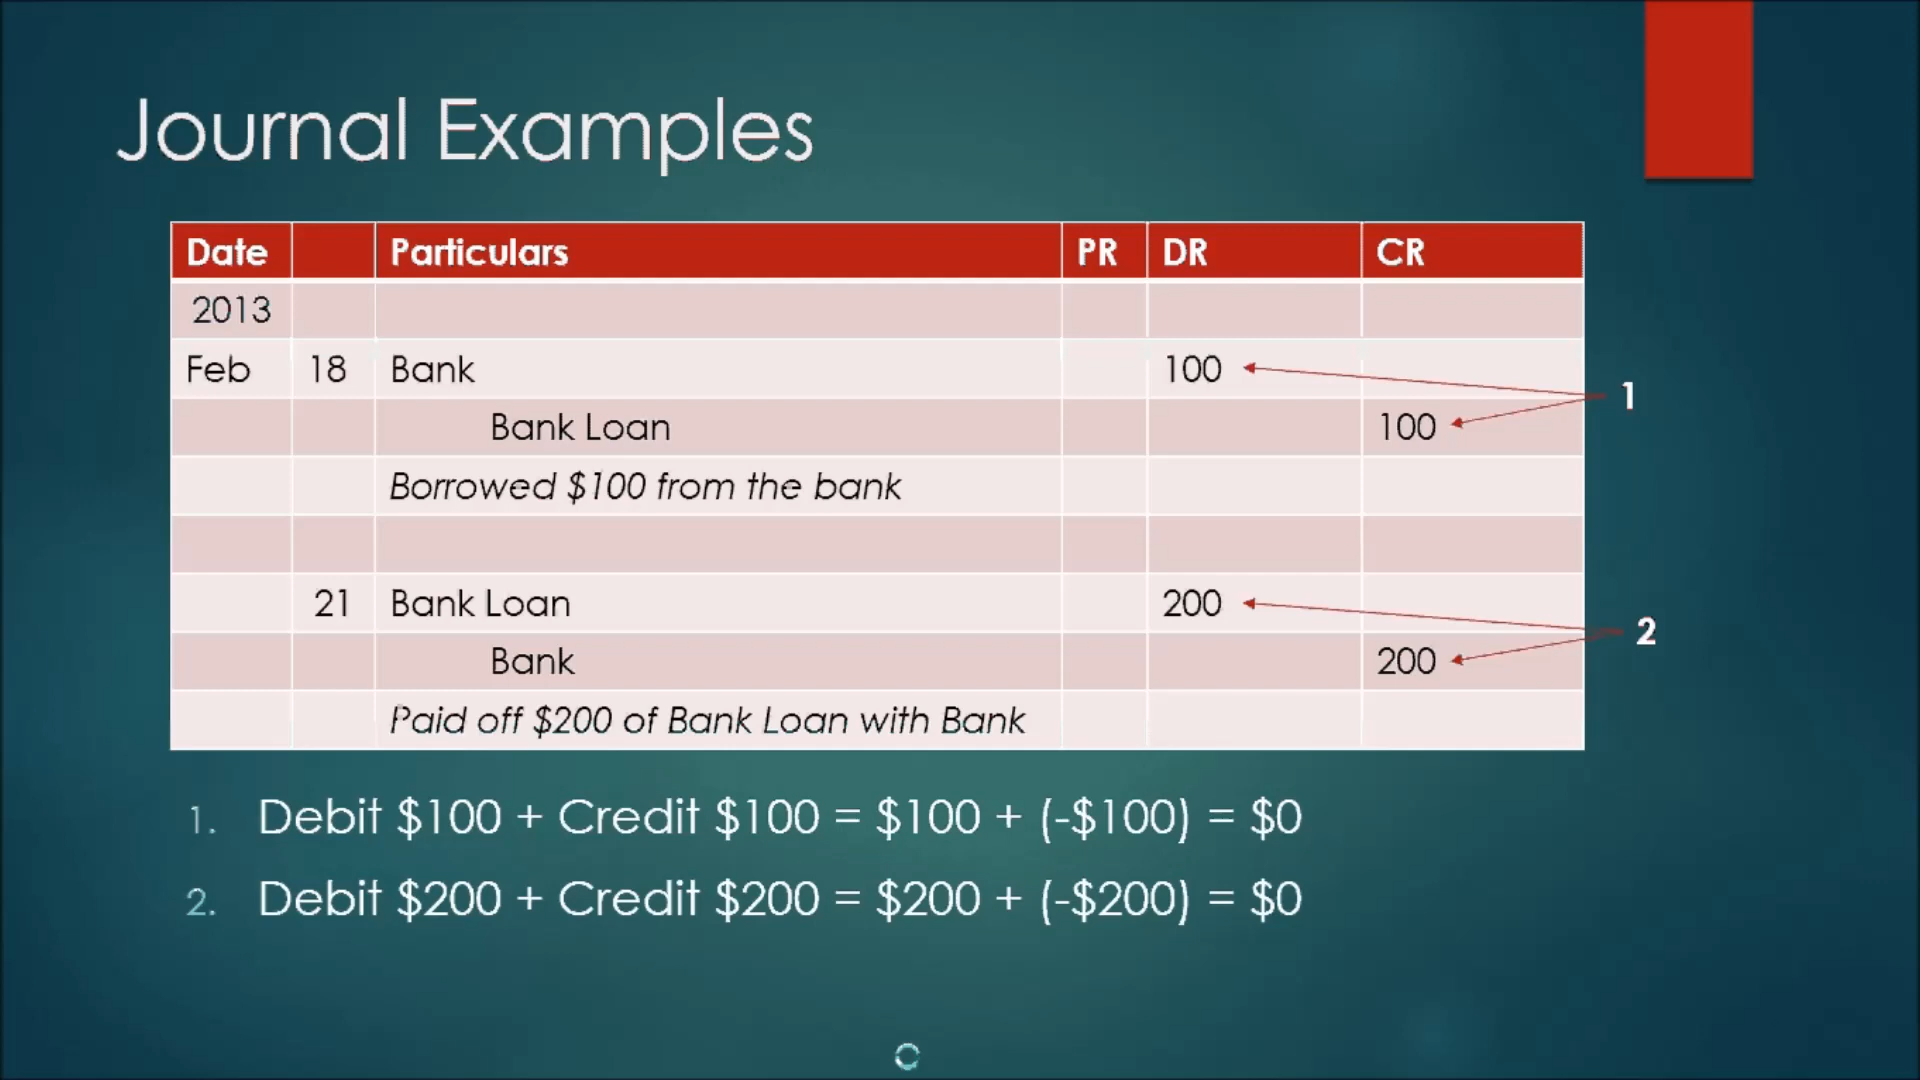 Journal Examples
Date Particulars PR DR CR
2013
Feb 18 Bank 100
1
Bank Loan 100
Borrowed $100 from the bank
21 Bank Loan 200
2
Bank 200
Paid off $200 of Bank Loan with Bank
1. Debit $100 + Credit $100 = $100 + (-$100) = $0
2. Debit $200 + Credit $200 = $200 + (-$200) = $0